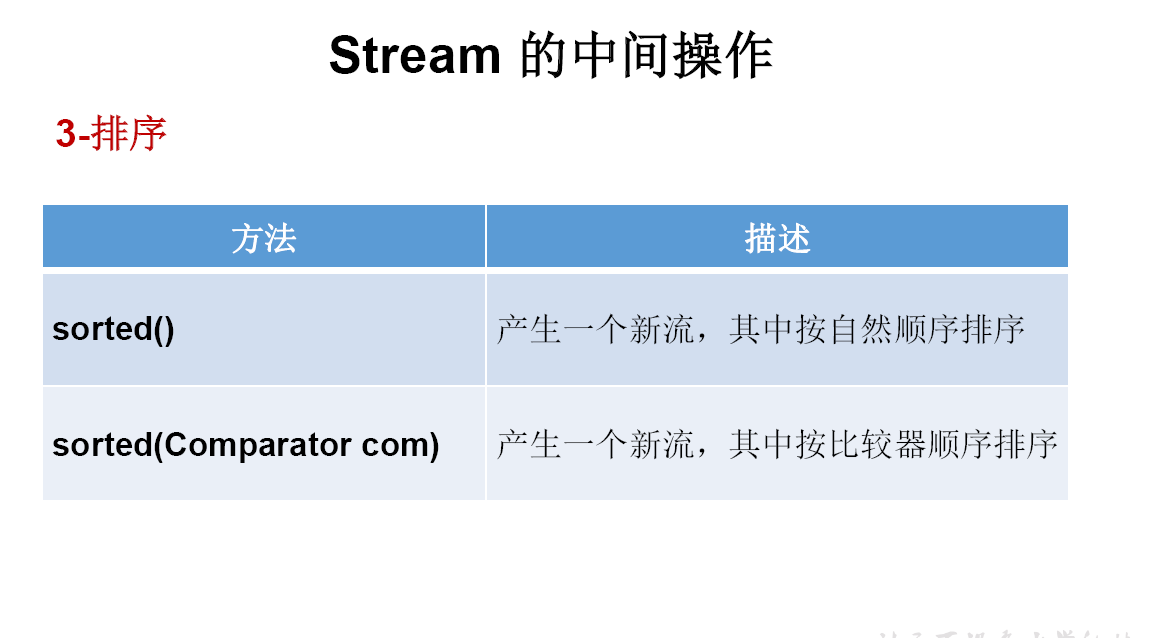 Stream 的中间操作
3-排序
方法 描述
sorted() 产生一个新流，其中按自然顺序排序
sorted(Comparator com) 产生一个新流，其中按比较器顺序排序